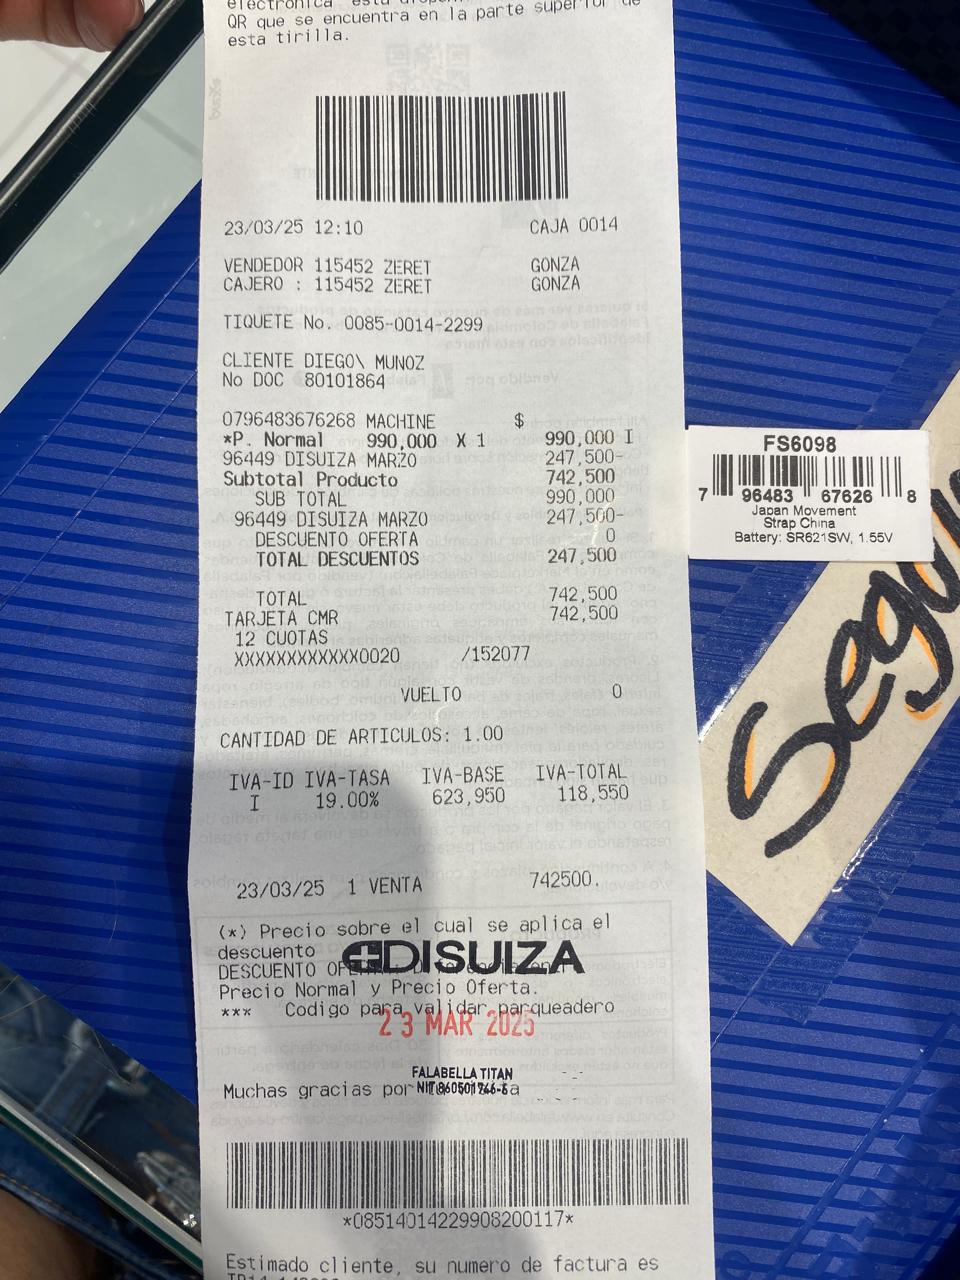 QR que se encuentra en la parte superior de
esta tirilla.
23/03/25 12:10 CAJA 0014
VENDEDOR 115452 ZERET GONZA
CAJERO : 115452 ZERET GONZA
TIQUETE No. 0085-0014-2299
CLIENTE DIEGO\ MUNOZ
No DOC 80101864
0796483676268 MACHINE $
*P. Normal 990,000 X 1 990,000 I
96449 DISUIZA MARZO 247,500-
Subtotal Producto 742,500
SUB TOTAL 990,000
96449 DISUIZA MARZO 247,500-
DESCUENTO OFERTA 0
TOTAL DESCUENTOS 247,500
TOTAL 742,500
TARJETA CMR 742,500
12 CUOTAS
XXXXXXXXXXXX0020 /152077
VUELTO 0
CANTIDAD DE ARTICULOS: 1.00
IVA-ID IVA-TASA IVA-BASE IVA-TOTAL
I 19.00% 623,950 118,550
23/03/25 1 VENTA 742500.
(*) Precio sobre el cual se aplica el
descuento
DISUIZA
DESCUENTO
Precio Normal y Precio Oferta.
*** Codigo para validar parqueadero
23 MAR 2025
FALABELLA TITAN
Muchas gracias por
*08514014229908200117*
Estimado cliente, su numero de factura es
FS6098
7 96483 67626 8
Japan Movement
Strap China
Battery: SR621SW, 1.55V